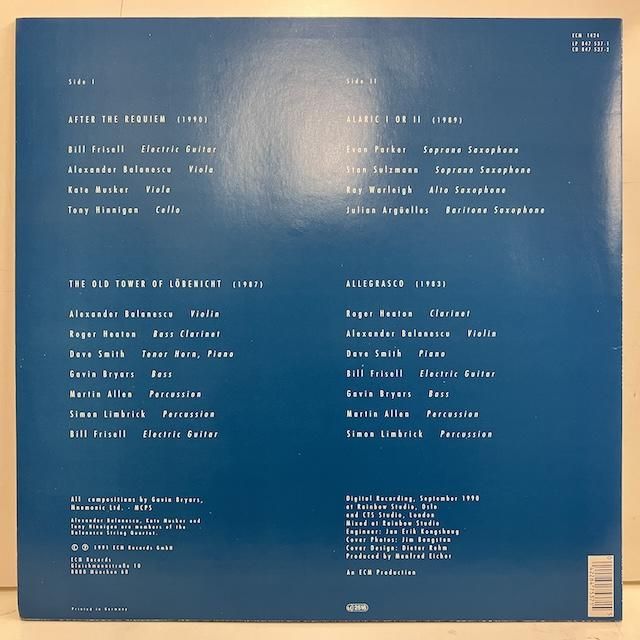 ECM 1424
LP 847 537-1
CD 847 537-2
Side I
AFTER THE REQUIEM (1990)
Bill Frisell Electric Guitar
Alexander Balanescu Viola
Kate Musker Viola
Tony Hinnigan Cello
THE OLD TOWER OF LÖBENICHT (1987)
Alexander Balanescu Violin
Roger Heaton Bass Clarinet
Dave Smith Tenor Horn, Piano
Gavin Bryars Bass
Martin Allen Percussion
Simon Limbrick Percussion
Bill Frisell Electric Guitar
Side II
ALARIC I OR II (1989)
Evan Parker Soprano Saxophone
Stan Sulzmann Soprano Saxophone
Ray Warleigh Alto Saxophone
Julian Argüelles Baritone Saxophone
ALLEGRASCO (1983)
Roger Heaton Clarinet
Alexander Balanescu Violin
Dave Smith Piano
Bill Frisell Electric Guitar
Gavin Bryars Bass
Martin Allen Percussion
Simon Limbrick Percussion
All compositions by Gavin Bryars,
Mnemonic Ltd. - MCPS
Alexander Balanescu, Kate Musker and
Tony Hinnigan are members of the
Balanescu String Quartet.
© ℗ 1991 ECM Records GmbH
ECM Records
Gleichmannstraße 10
8000 München 60
Printed in Germany
Digital Recording, September 1990
at Rainbow Studio, Oslo
and CTS Studio, London
Mixed at Rainbow Studio
Engineer: Jan Erik Kongshaug
Cover Photos: Jim Bengston
Cover Design: Dieter Rehm
Produced by Manfred Eicher
An ECM Production